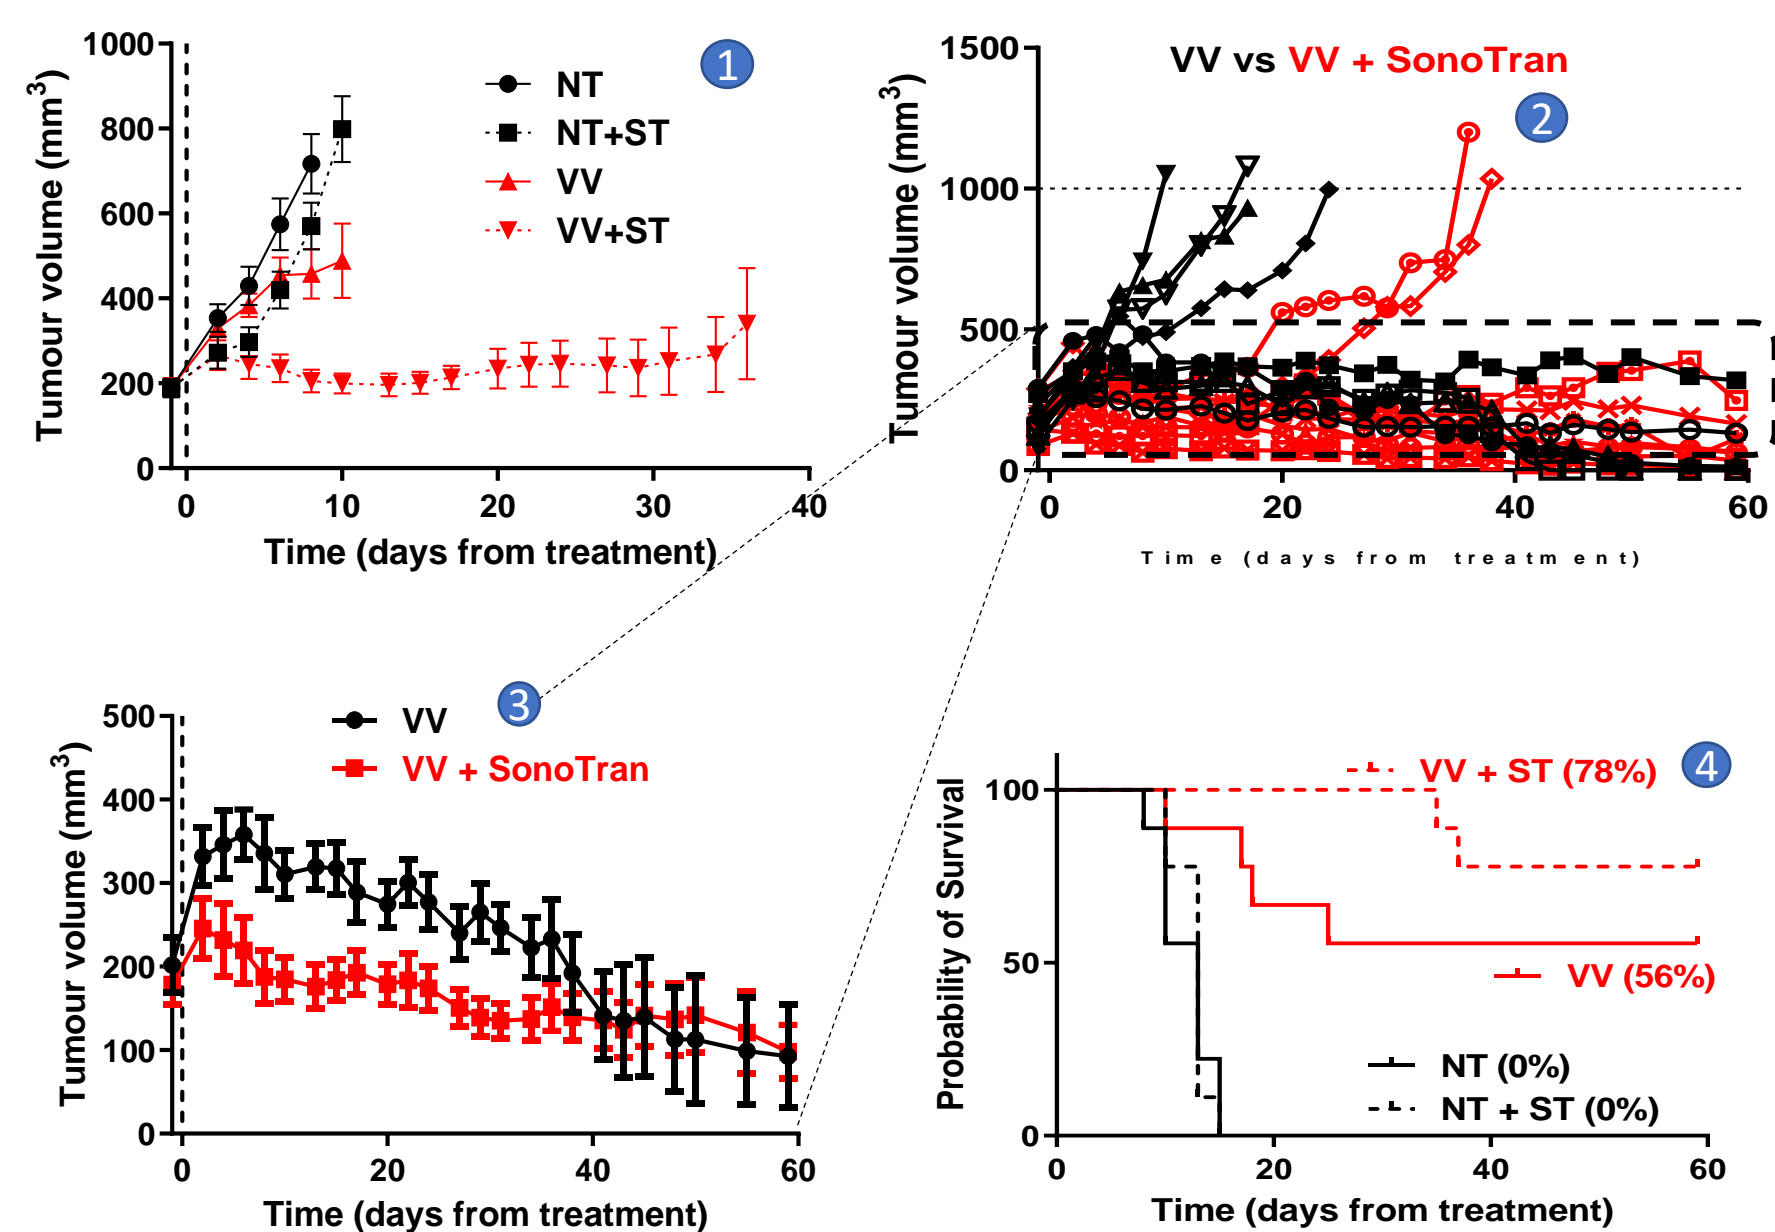 1000
800
600
400
200
0
Tumour volume (mm³)
NT
NT+ST
VV
VV+ST
1
0
10
20
30
40
Time (days from treatment)
VV vs VV + SonoTran
2
1500
1000
500
0
Tumour volume (mm³)
0
20
40
60
Time (days from treatment)
3
VV
VV + SonoTran
500
400
300
200
100
0
Tumour volume (mm³)
0
20
40
60
Time (days from treatment)
VV + ST (78%)
4
100
50
0
Probability of Survival
VV (56%)
NT (0%)
NT + ST (0%)
0
20
40
60
Time (days from treatment)